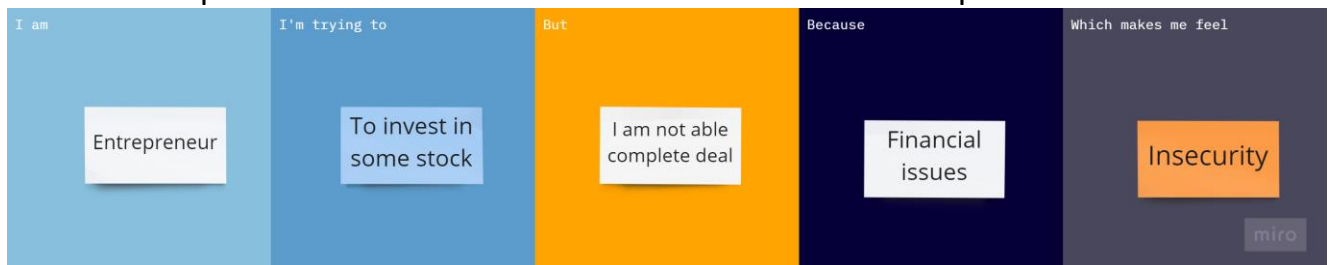 I am
Entrepreneur
I'm trying to
To invest in
some stock
But
I am not able
complete deal
Because
Financial
issues
Which makes me feel
Insecurity
miro